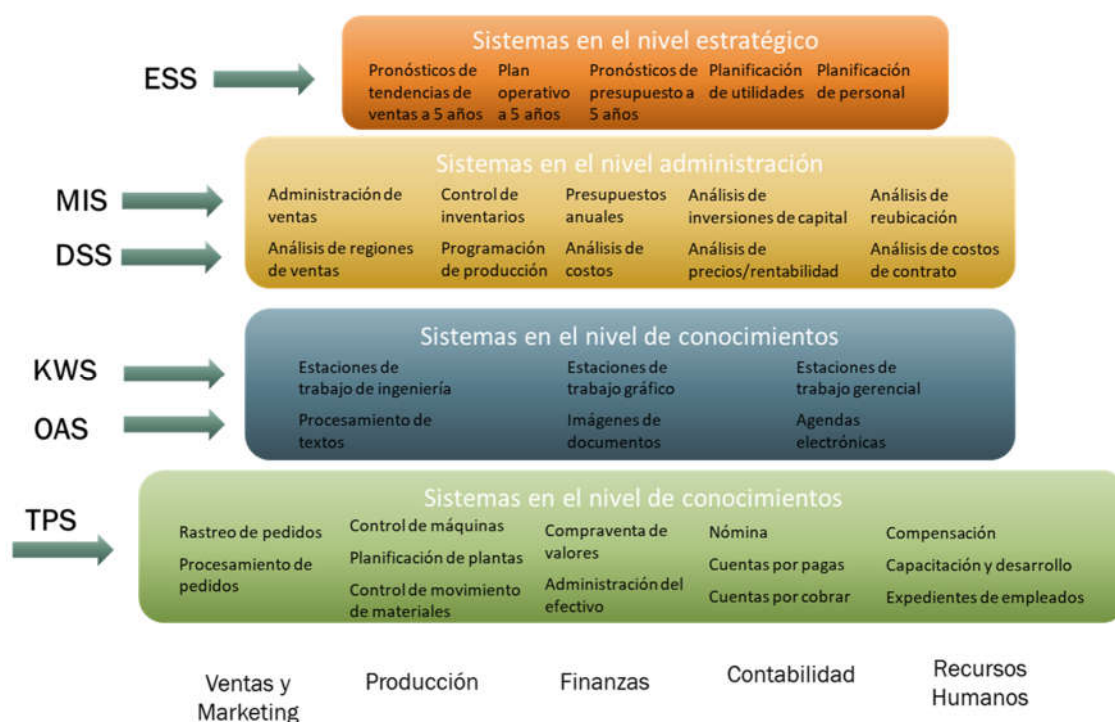 Sistemas en el nivel estratégico
ESS
Pronósticos de
tendencias de
ventas a 5 años
Plan
operativo
a 5 años
Pronósticos de
presupuesto a
5 años
Planificación
de utilidades
Planificación
de personal
Sistemas en el nivel administración
MIS
Administración de
ventas
Control de
inventarios
Presupuestos
anuales
Análisis de
inversiones de capital
Análisis de
reubicación
DSS
Análisis de regiones
de ventas
Programación
de producción
Análisis de
costos
Análisis de
precios/rentabilidad
Análisis de costos
de contrato
Sistemas en el nivel de conocimientos
KWS
Estaciones de
trabajo de ingeniería
Estaciones de
trabajo gráfico
Estaciones de
trabajo gerencial
OAS
Procesamiento de
textos
Imágenes de
documentos
Agendas
electrónicas
Sistemas en el nivel de conocimientos
TPS
Rastreo de pedidos
Procesamiento de
pedidos
Control de máquinas
Planificación de plantas
Control de movimiento
de materiales
Compraventa de
valores
Administración del
efectivo
Nómina
Cuentas por pagas
Cuentas por cobrar
Compensación
Capacitación y desarrollo
Expedientes de empleados
Ventas y
Marketing
Producción
Finanzas
Contabilidad
Recursos
Humanos